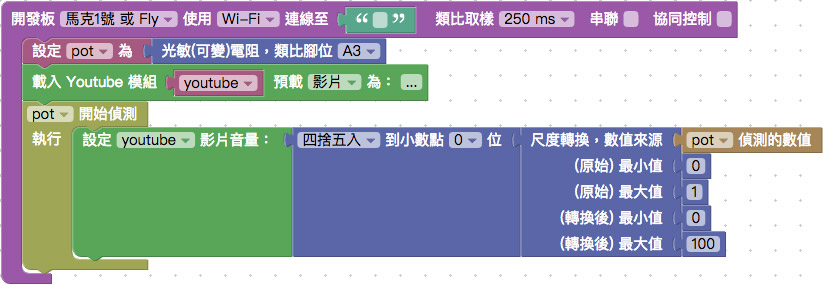 開發板 馬克1號 或 Fly 使用 Wi-Fi 連線至 “ ” 類比取樣 250 ms 串聯 協同控制
設定 pot 為 光敏(可變)電阻，類比腳位 A3
載入 Youtube 模組 youtube 預載 影片 為： ...
pot 開始偵測
執行 設定 youtube 影片音量： 四捨五入 到小數點 0 位 尺度轉換，數值來源 pot 偵測的數值
(原始) 最小值 0
(原始) 最大值 1
(轉換後) 最小值 0
(轉換後) 最大值 100